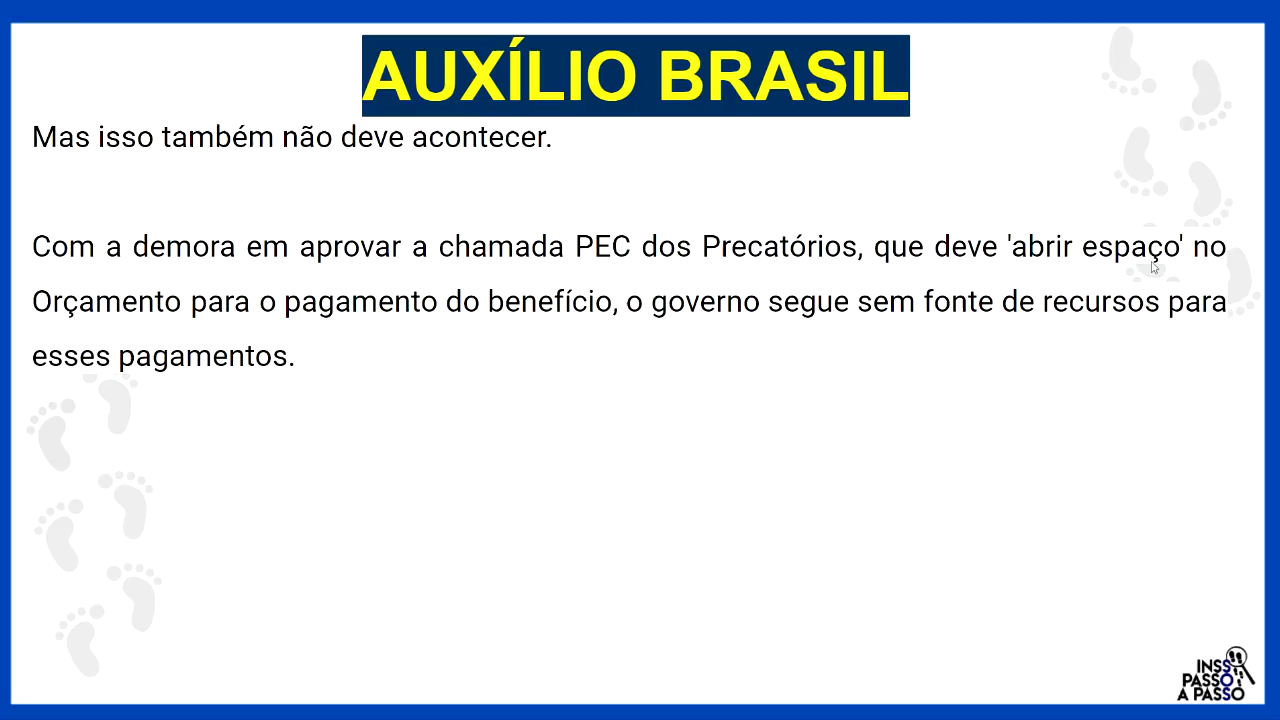 AUXÍLIO BRASIL
Mas isso também não deve acontecer.
Com a demora em aprovar a chamada PEC dos Precatórios, que deve 'abrir espaço' no
Orçamento para o pagamento do benefício, o governo segue sem fonte de recursos para
esses pagamentos.
INSS
PASSO
A PASSO